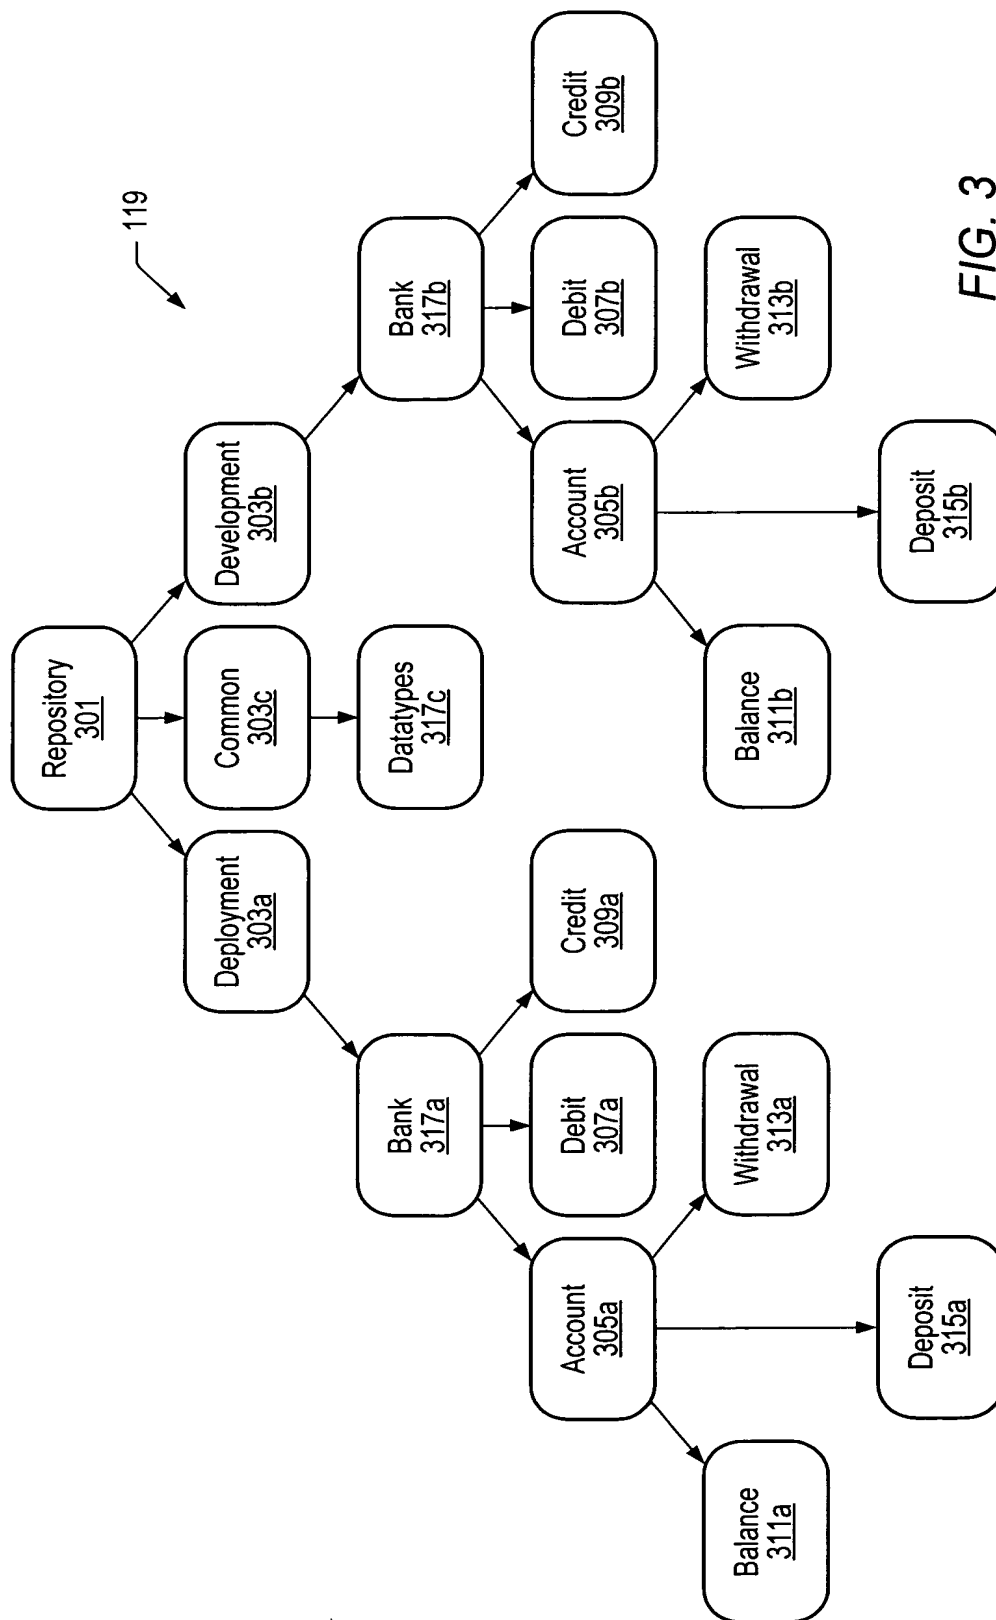 119
Repository
301
Deployment
303a
Common
303c
Development
303b
Bank
317a
Datatypes
317c
Bank
317b
Account
305a
Debit
307a
Credit
309a
Account
305b
Debit
307b
Credit
309b
Balance
311a
Withdrawal
313a
Balance
311b
Withdrawal
313b
Deposit
315a
Deposit
315b
FIG. 3